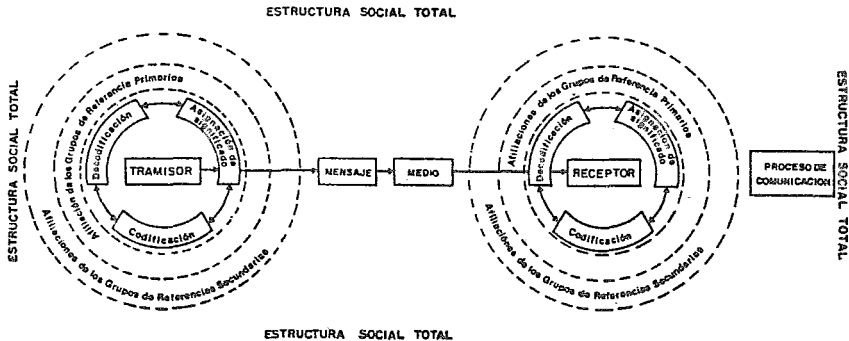 ESTRUCTURA SOCIAL TOTAL
ESTRUCTURA SOCIAL TOTAL
Afiliación de los Grupos de Referencia Primarios
Decodificación
Asignación de
significado
TRAMISOR
Codificación
Afiliaciones de los Grupos de Referencias Secundarios
MENSAJE
MEDIO
Afiliaciones de los Grupos de Referencia Primarios
Decodificación
Asignación de
significado
RECEPTOR
Codificación
Afiliaciones de los Grupos de Referencias Secundarias
PROCESO DE
COMUNICACION
ESTRUCTURA SOCIAL TOTAL
ESTRUCTURA SOCIAL TOTAL